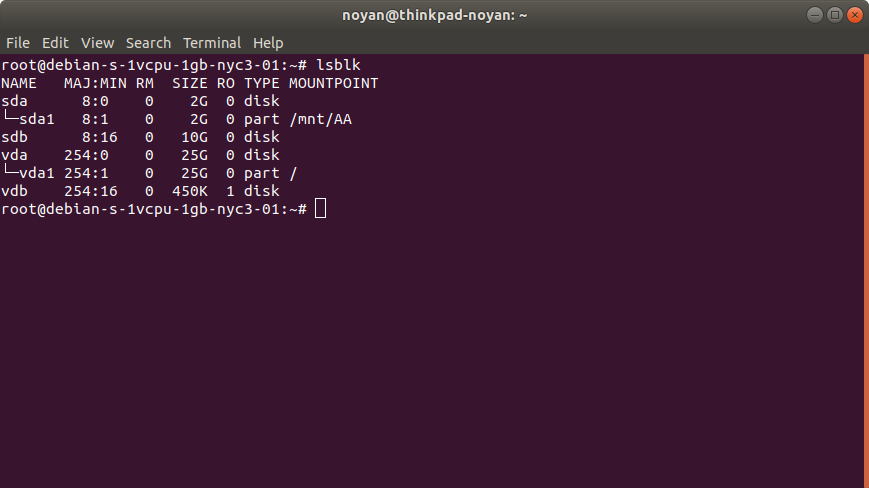 noyan@thinkpad-noyan: ~
File Edit View Search Terminal Help
root@debian-s-1vcpu-1gb-nyc3-01:~# lsblk
NAME   MAJ:MIN RM  SIZE RO TYPE MOUNTPOINT
sda      8:0    0    2G  0 disk
└─sda1   8:1    0    2G  0 part /mnt/AA
sdb      8:16   0   10G  0 disk
vda    254:0    0   25G  0 disk
└─vda1 254:1    0   25G  0 part /
vdb    254:16   0  450K  1 disk
root@debian-s-1vcpu-1gb-nyc3-01:~#